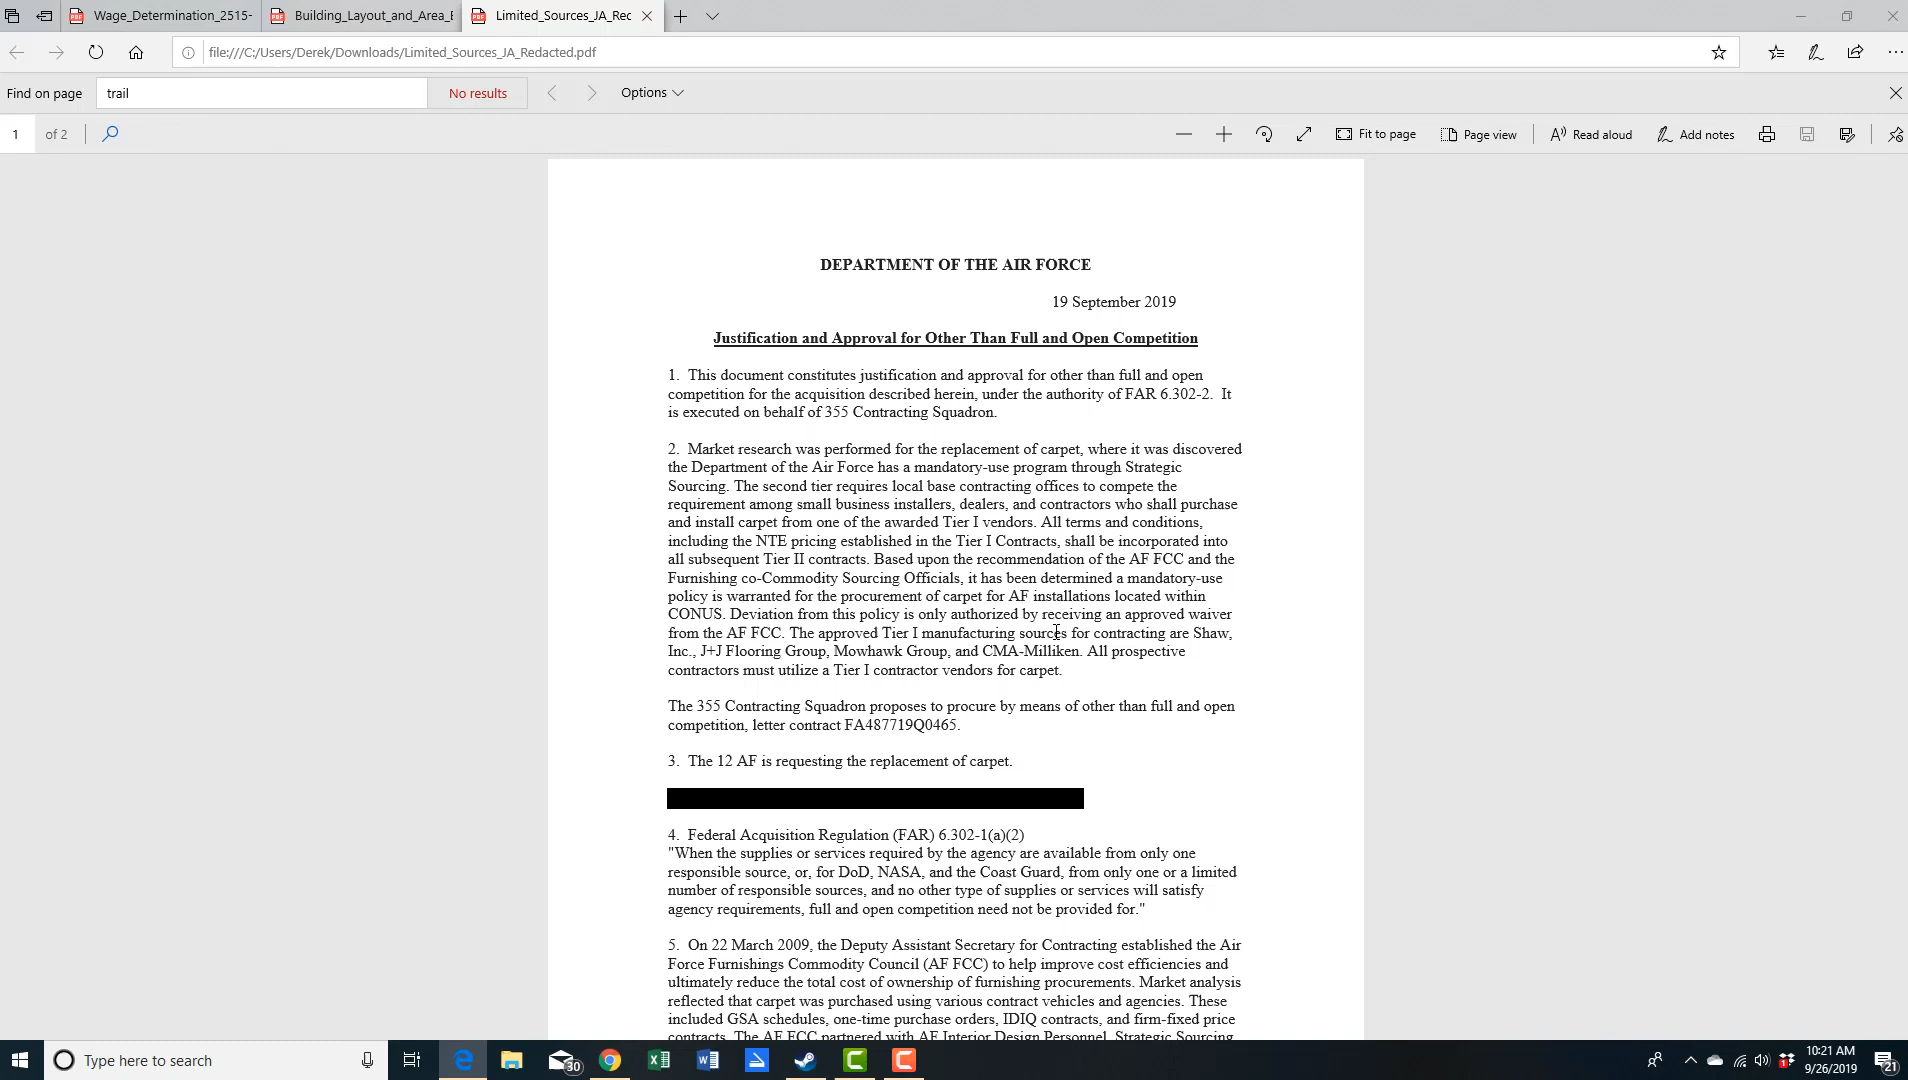 Wage_Determination_2515-
Building_Layout_and_Area_E
Limited_Sources_JA_Rec
file:///C:/Users/Derek/Downloads/Limited_Sources_JA_Redacted.pdf
Find on page
trail
No results
Options
1
of 2
Fit to page
Page view
Read aloud
Add notes
DEPARTMENT OF THE AIR FORCE
19 September 2019
Justification and Approval for Other Than Full and Open Competition
1. This document constitutes justification and approval for other than full and open
competition for the acquisition described herein, under the authority of FAR 6.302-2. It
is executed on behalf of 355 Contracting Squadron.
2. Market research was performed for the replacement of carpet, where it was discovered
the Department of the Air Force has a mandatory-use program through Strategic
Sourcing. The second tier requires local base contracting offices to compete the
requirement among small business installers, dealers, and contractors who shall purchase
and install carpet from one of the awarded Tier I vendors. All terms and conditions,
including the NTE pricing established in the Tier I Contracts, shall be incorporated into
all subsequent Tier II contracts. Based upon the recommendation of the AF FCC and the
Furnishing co-Commodity Sourcing Officials, it has been determined a mandatory-use
policy is warranted for the procurement of carpet for AF installations located within
CONUS. Deviation from this policy is only authorized by receiving an approved waiver
from the AF FCC. The approved Tier I manufacturing sources for contracting are Shaw,
Inc., J+J Flooring Group, Mowhawk Group, and CMA-Milliken. All prospective
contractors must utilize a Tier I contractor vendors for carpet.
The 355 Contracting Squadron proposes to procure by means of other than full and open
competition, letter contract FA487719Q0465.
3. The 12 AF is requesting the replacement of carpet.
4. Federal Acquisition Regulation (FAR) 6.302-1(a)(2)
"When the supplies or services required by the agency are available from only one
responsible source, or, for DoD, NASA, and the Coast Guard, from only one or a limited
number of responsible sources, and no other type of supplies or services will satisfy
agency requirements, full and open competition need not be provided for."
5. On 22 March 2009, the Deputy Assistant Secretary for Contracting established the Air
Force Furnishings Commodity Council (AF FCC) to help improve cost efficiencies and
ultimately reduce the total cost of ownership of furnishing procurements. Market analysis
reflected that carpet was purchased using various contract vehicles and agencies. These
included GSA schedules, one-time purchase orders, IDIQ contracts, and firm-fixed price
contracts. The AF FCC partnered with AF Interior Design Personnel, Strategic Sourcing
Type here to search
30
10:21 AM
9/26/2019
21